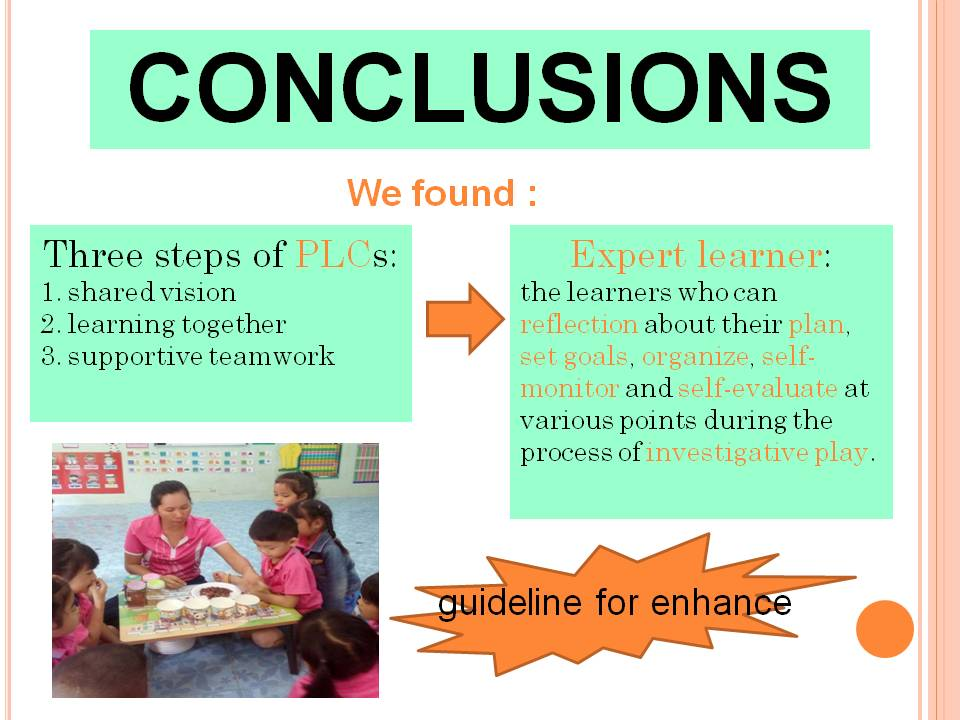 CONCLUSIONS
We found :
Three steps of PLCs:
1. shared vision
2. learning together
3. supportive teamwork
Expert learner:
the learners who can
reflection about their plan,
set goals, organize, self-
monitor and self-evaluate at
various points during the
process of investigative play.
guideline for enhance